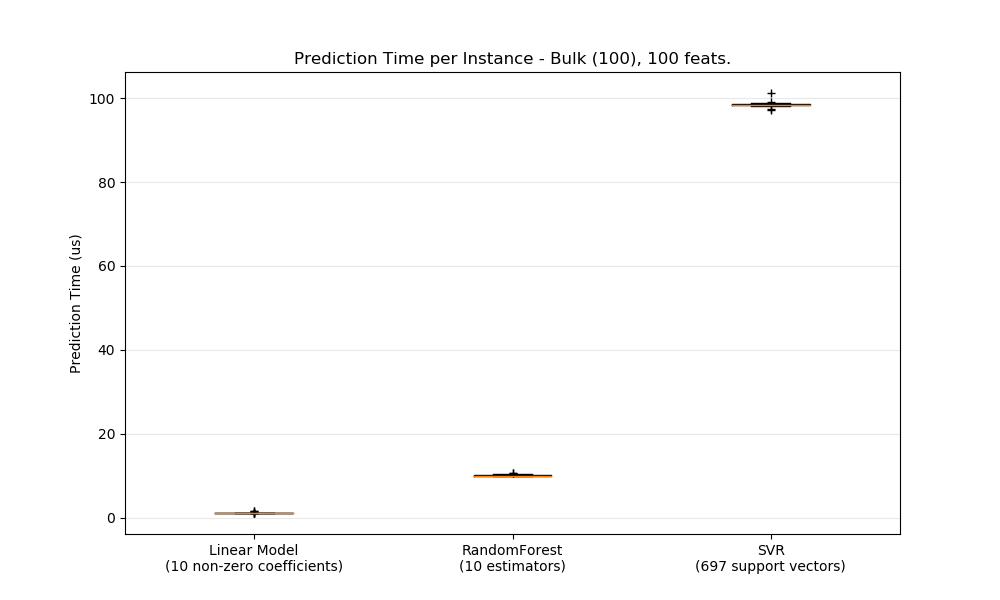 Prediction Time per Instance - Bulk (100), 100 feats.
Prediction Time (us)
100
80
60
40
20
0
Linear Model
(10 non-zero coefficients)
RandomForest
(10 estimators)
SVR
(697 support vectors)